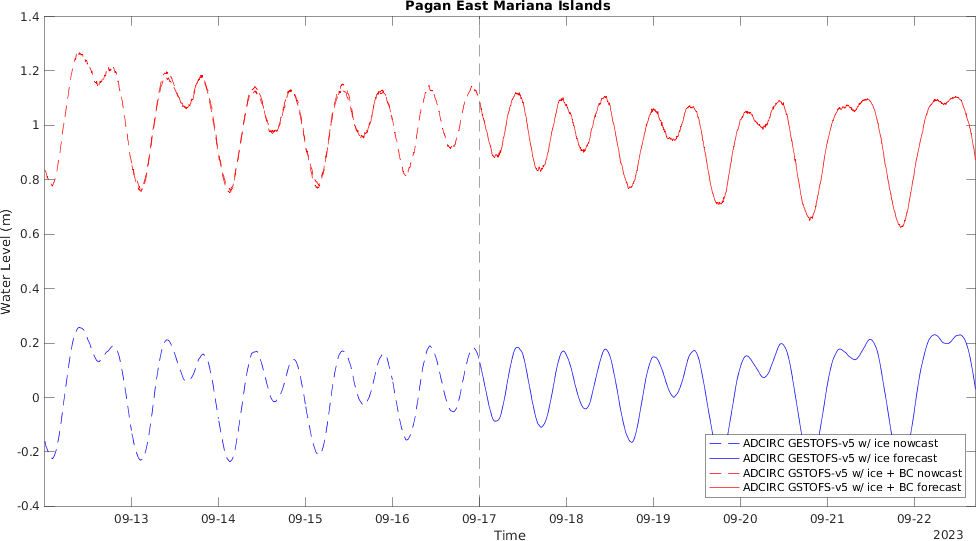 Pagan East Mariana Islands
1.4
1.2
1
0.8
0.6
0.4
0.2
0
-0.2
-0.4
Water Level (m)
ADCIRC GESTOFS-v5 w/ ice nowcast
ADCIRC GESTOFS-v5 w/ ice forecast
ADCIRC GSTOFS-v5 w/ ice + BC nowcast
ADCIRC GSTOFS-v5 w/ ice + BC forecast
09-13 09-14 09-15 09-16 09-17 09-18 09-19 09-20 09-21 09-22
Time
2023